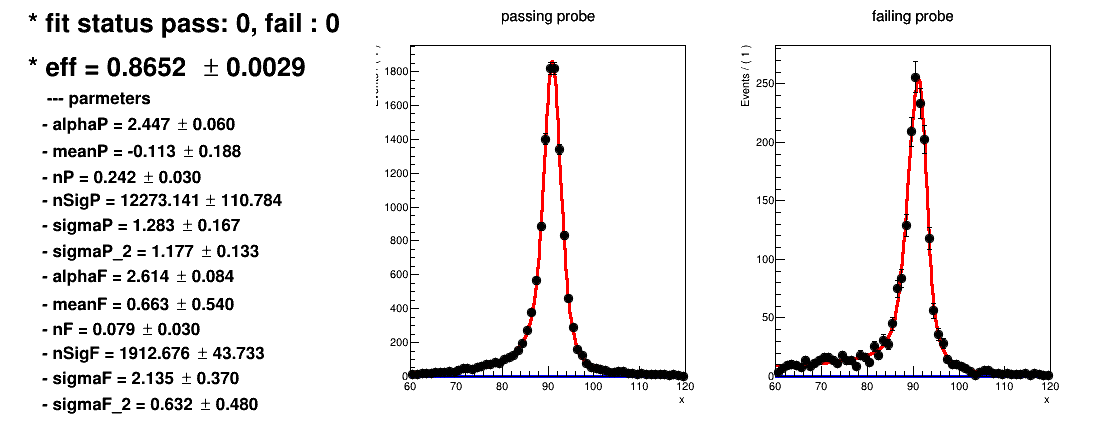 * fit status pass: 0, fail : 0
* eff = 0.8652 ± 0.0029
--- parmeters
- alphaP = 2.447 ± 0.060
- meanP = -0.113 ± 0.188
- nP = 0.242 ± 0.030
- nSigP = 12273.141 ± 110.784
- sigmaP = 1.283 ± 0.167
- sigmaP_2 = 1.177 ± 0.133
- alphaF = 2.614 ± 0.084
- meanF = 0.663 ± 0.540
- nF = 0.079 ± 0.030
- nSigF = 1912.676 ± 43.733
- sigmaF = 2.135 ± 0.370
- sigmaF_2 = 0.632 ± 0.480
passing probe
1800
1600
1400
1200
1000
800
600
400
200
0
60 70 80 90 100 110 120
x
failing probe
Events / ( 1 )
250
200
150
100
50
0
60 70 80 90 100 110 120
x